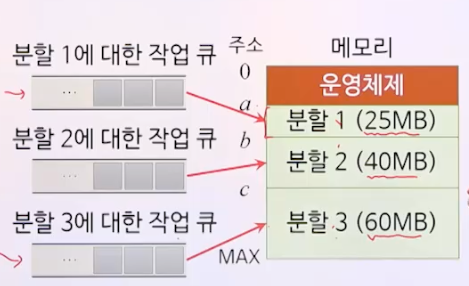 분할 1에 대한 작업 큐
...
분할 2에 대한 작업 큐
...
분할 3에 대한 작업 큐
...
주소
0
a
b
c
MAX
메모리
운영체제
분할 1 (25MB)
분할 2 (40MB)
분할 3 (60MB)